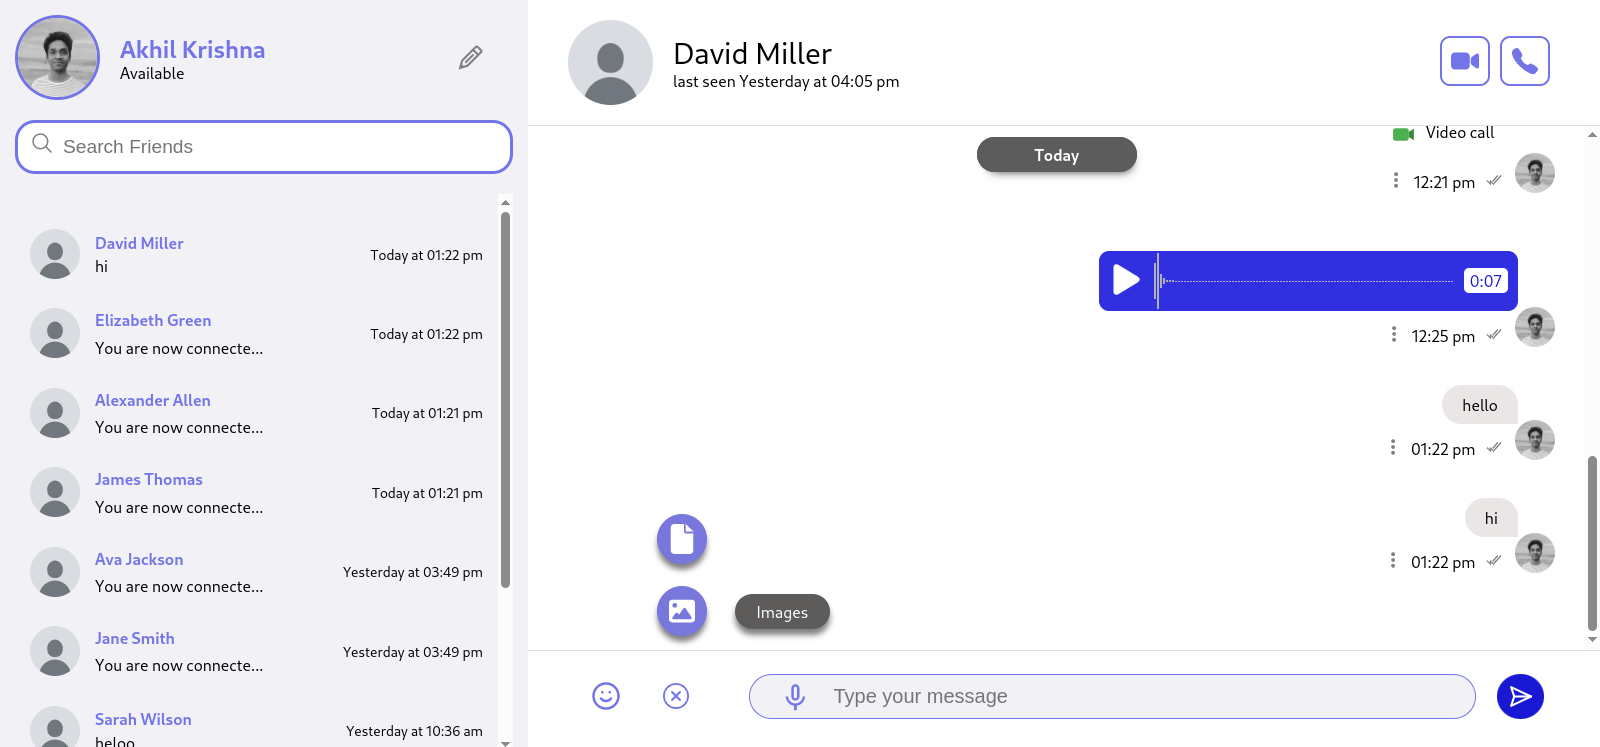 Akhil Krishna
Available
Search Friends
David Miller
hi
Today at 01:22 pm
Elizabeth Green
You are now connecte...
Today at 01:22 pm
Alexander Allen
You are now connecte...
Today at 01:21 pm
James Thomas
You are now connecte...
Today at 01:21 pm
Ava Jackson
You are now connecte...
Yesterday at 03:49 pm
Jane Smith
You are now connecte...
Yesterday at 03:49 pm
Sarah Wilson
heloo
Yesterday at 10:36 am
David Miller
last seen Yesterday at 04:05 pm
Video call
Today
12:21 pm
0:07
12:25 pm
hello
01:22 pm
hi
01:22 pm
Images
Type your message